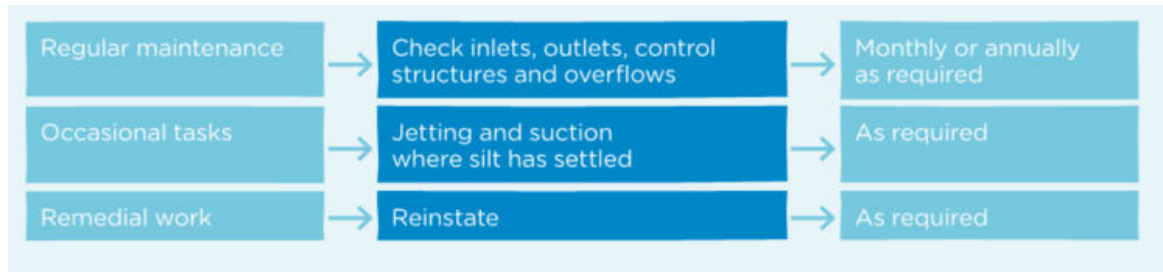 Regular maintenance
Check inlets, outlets, control
structures and overflows
Monthly or annually
as required
Occasional tasks
Jetting and suction
where silt has settled
As required
Remedial work
Reinstate
As required